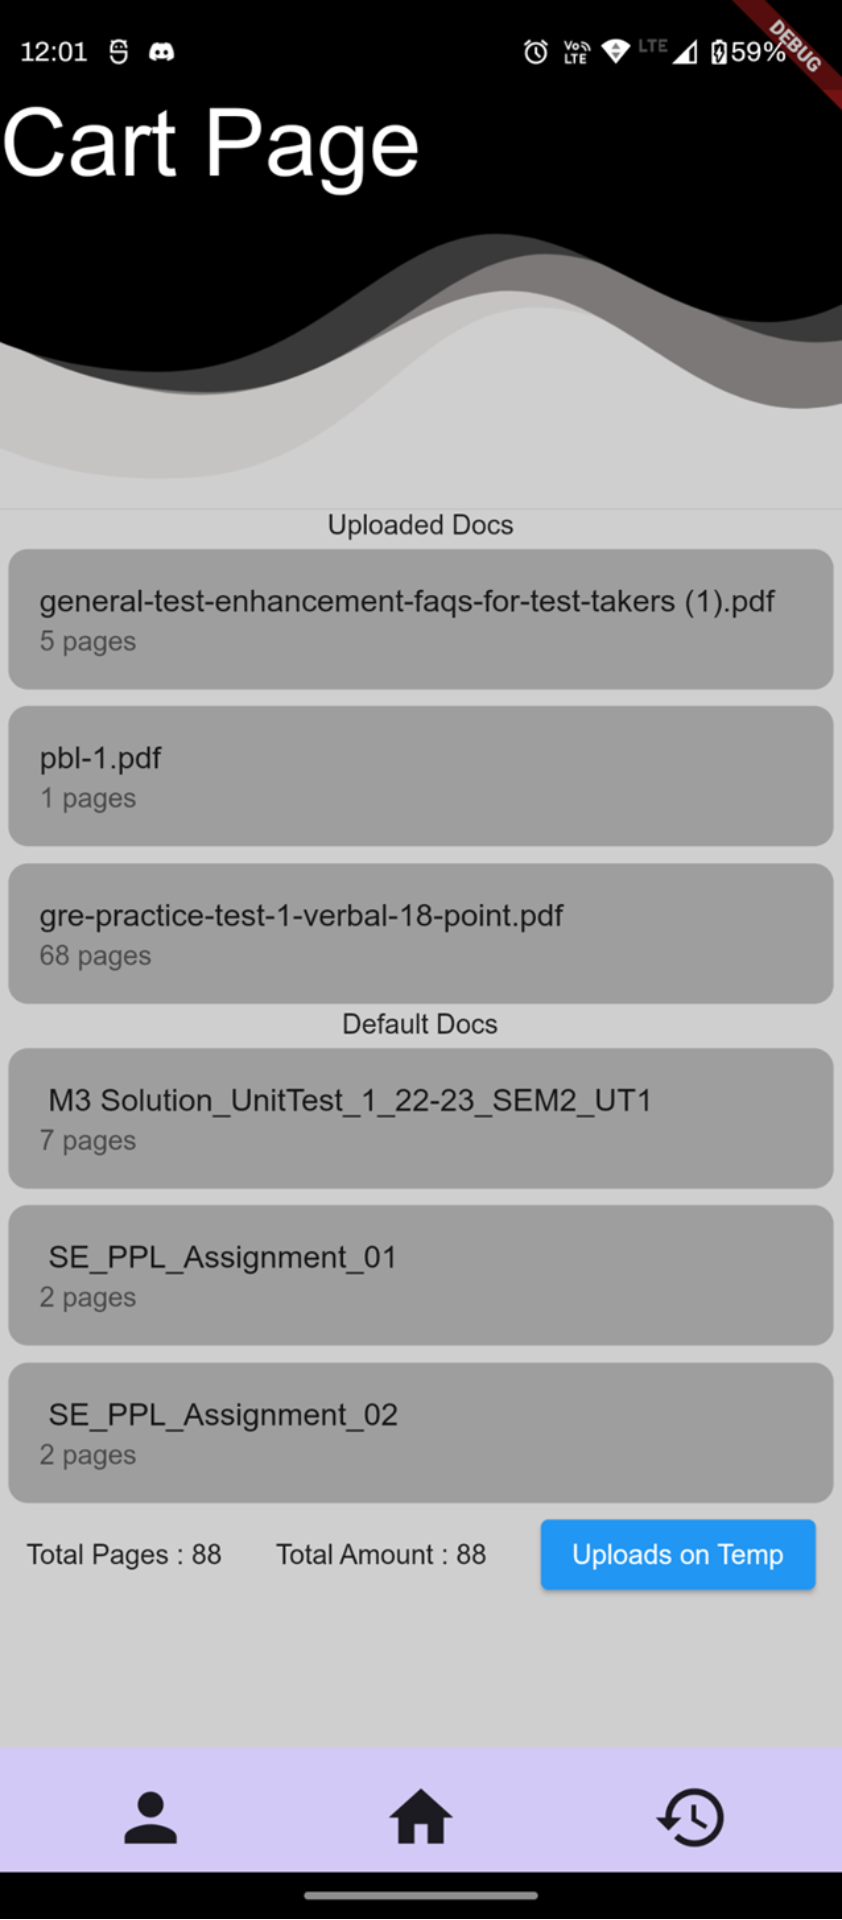 12:01
Vo) LTE LTE 59%
DEBUG
Cart Page
Uploaded Docs
general-test-enhancement-faqs-for-test-takers (1).pdf
5 pages
pbl-1.pdf
1 pages
gre-practice-test-1-verbal-18-point.pdf
68 pages
Default Docs
M3 Solution_UnitTest_1_22-23_SEM2_UT1
7 pages
SE_PPL_Assignment_01
2 pages
SE_PPL_Assignment_02
2 pages
Total Pages : 88 Total Amount : 88 Uploads on Temp